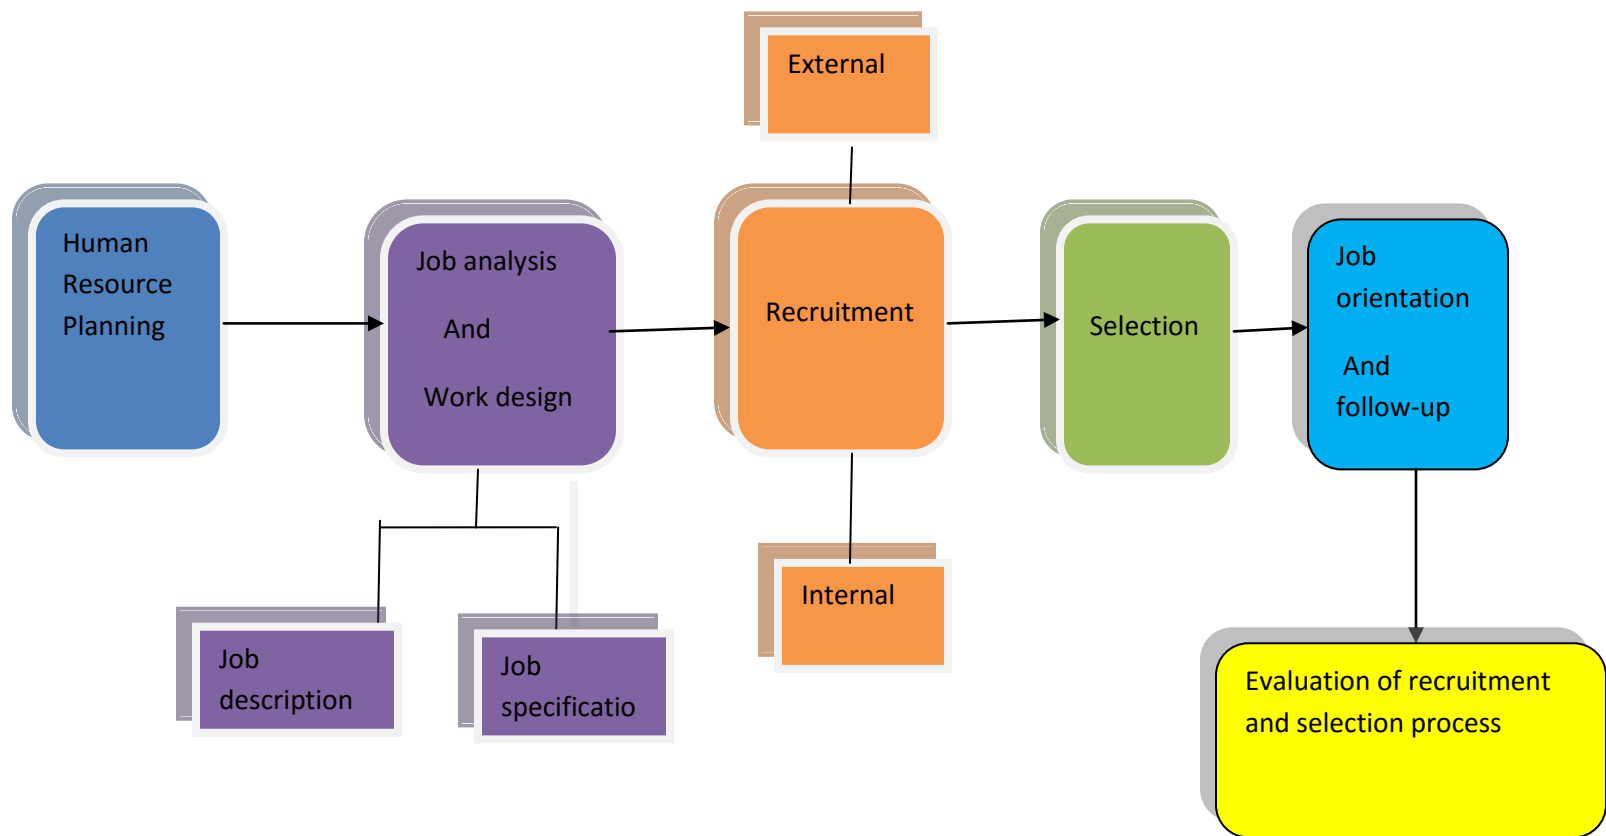 External
Human
Resource
Planning
Job analysis
And
Work design
Recruitment
Selection
Job
orientation
And
follow-up
Internal
Job
description
Job
specificatio
Evaluation of recruitment
and selection process